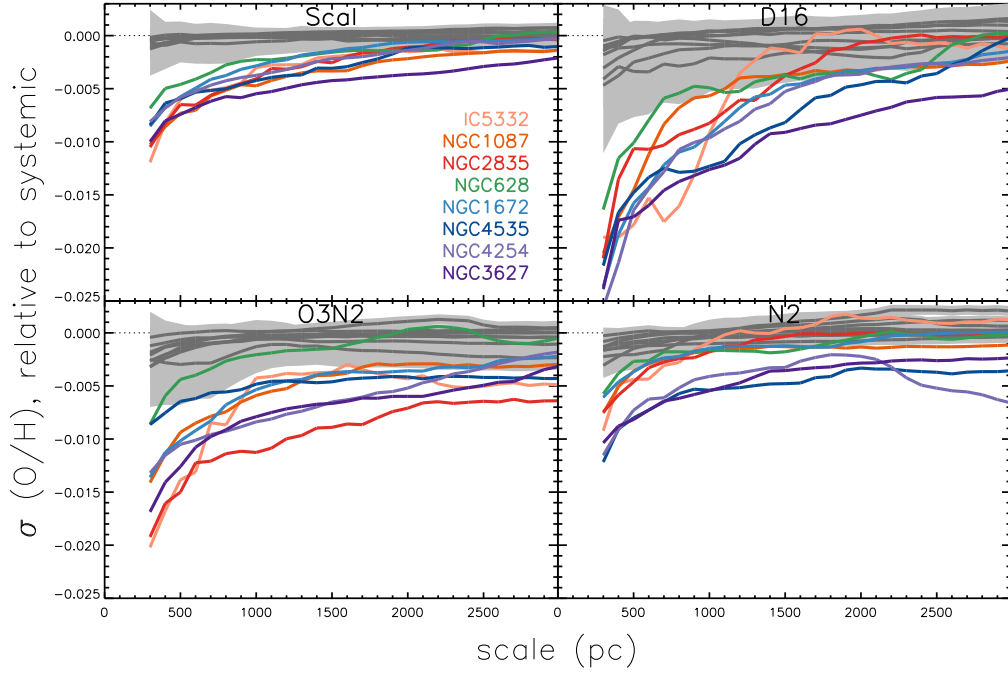 Scal D16
0.000
−0.005
−0.010
−0.015
−0.020
−0.025
IC5332
NGC1087
NGC2835
NGC628
NGC1672
NGC4535
NGC4254
NGC3627
O3N2 N2
0.000
−0.005
−0.010
−0.015
−0.020
−0.025
0 500 1000 1500 2000 2500 0 500 1000 1500 2000 2500
scale (pc)
σ (O/H), relative to systemic